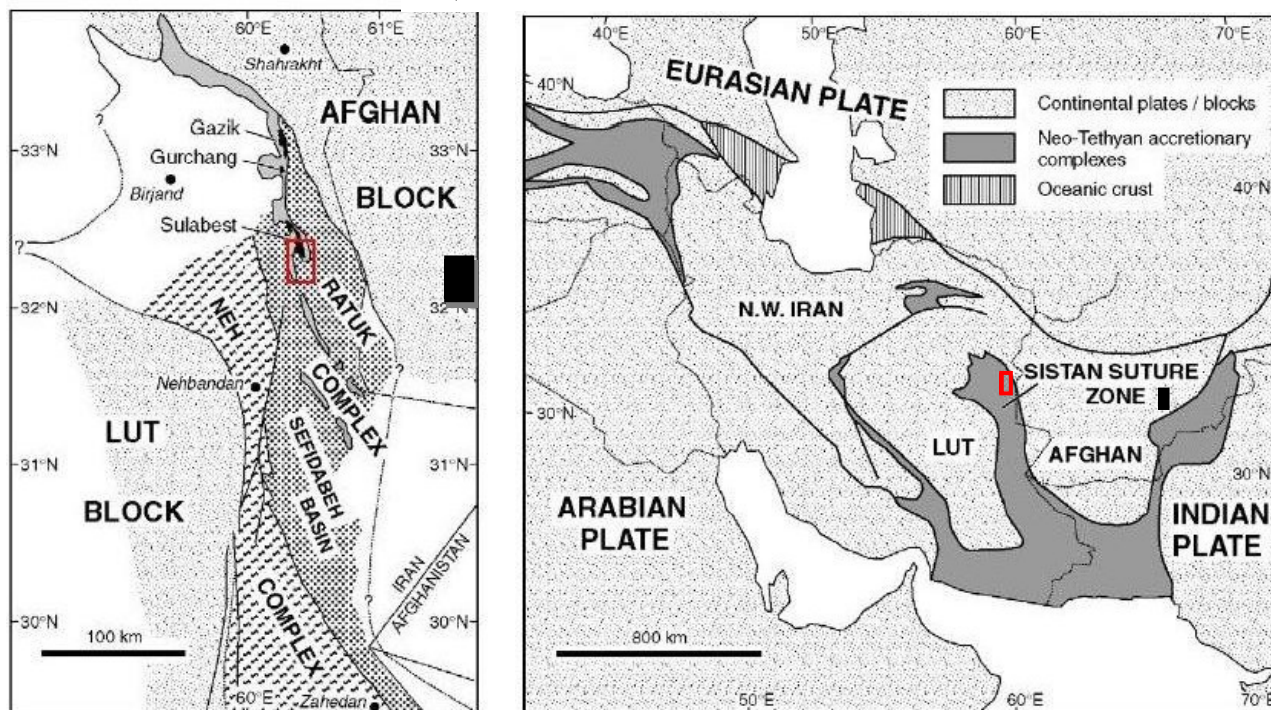 60°E
61°E
Shahrakht
AFGHAN
BLOCK
Gazik
33°N
33°N
Gurchang
Birjand
?
Sulabest
?
32°N
32°N
NEH
RATUK
COMPLEX
?
Nehbandan
LUT
BLOCK
31°N
31°N
SEFIDABEH
BASIN
COMPLEX
IRAN
AFGHANISTAN
?
30°N
30°N
100 km
60°E
Zahedan
40°E
50°E
60°E
70°E
EURASIAN PLATE
Continental plates / blocks
Neo-Tethyan accretionary
complexes
Oceanic crust
40°N
40°N
N.W. IRAN
SISTAN SUTURE
ZONE
30°N
LUT
AFGHAN
30°N
ARABIAN
PLATE
INDIAN
PLATE
800 km
50°E
60°E
70°E